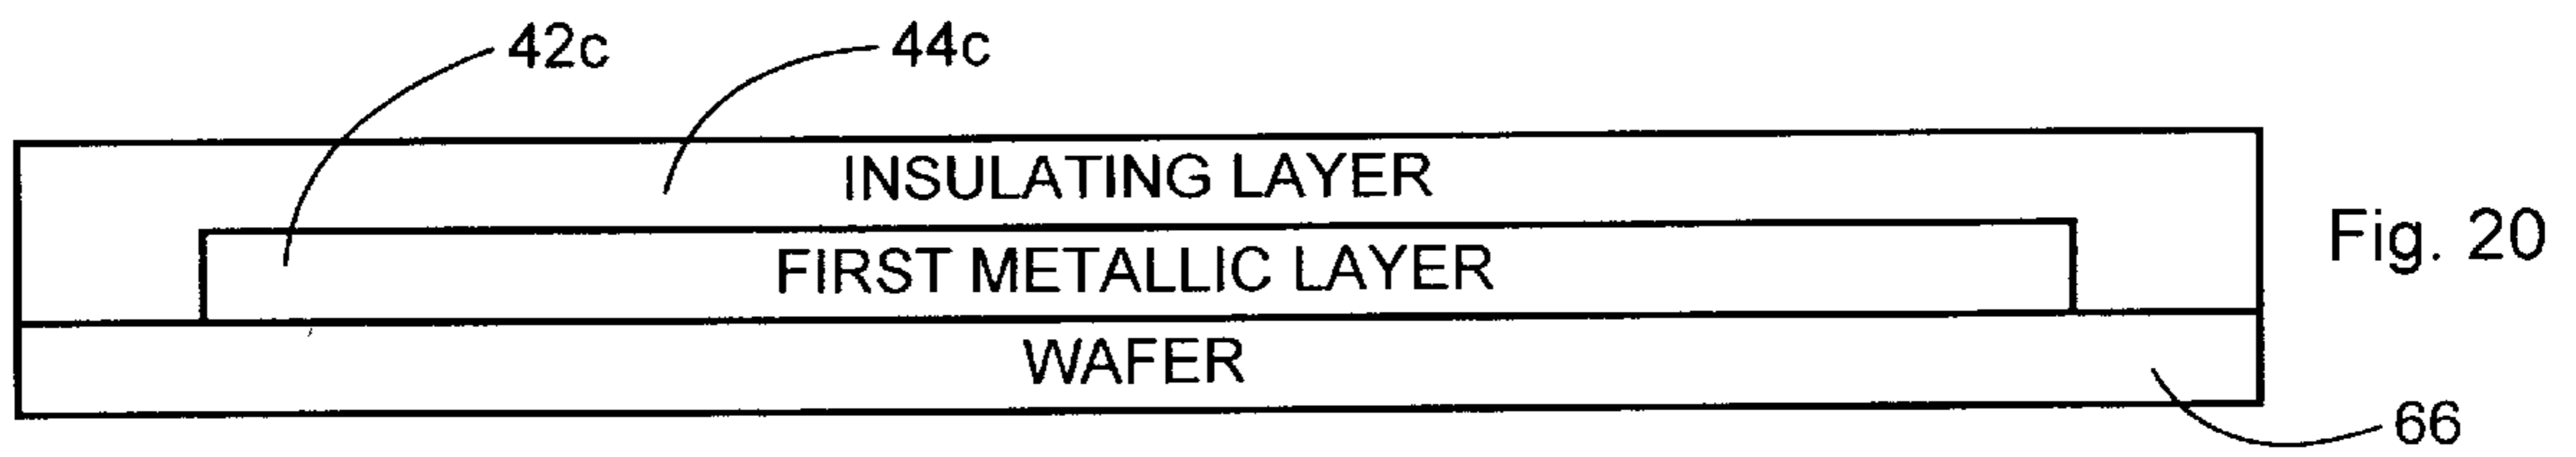 42c
44c
INSULATING LAYER
FIRST METALLIC LAYER
WAFER
66
Fig. 20